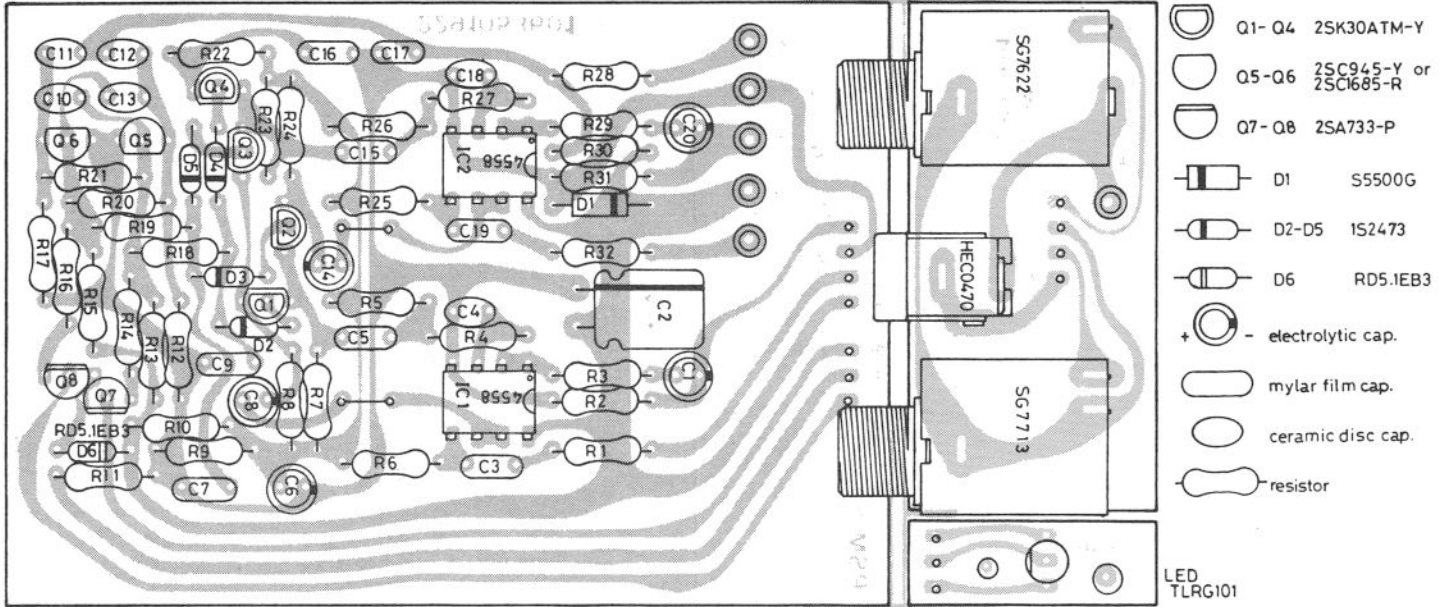 C11
C12
R22
C16
C17
C18
R28
C10
C13
Q4
R23
R24
R27
R26
R29
C20
Q6
Q5
Q3
C15
IC2
4558
R30
D5
D4
R31
R21
R20
R25
D1
R19
Q2
C19
R17
R18
C14
R32
R16
D3
R15
Q1
R5
C2
R14
C4
R13
R12
D2
C5
R4
C9
Q8
Q7
C8
R8
R7
IC1
4558
R3
C1
R2
RD5.1EB3
R10
D6
R9
R6
R1
C3
R11
C7
C6
SG7622
HEC0470
SG7713
Q1-Q4 2SK30ATM-Y
Q5-Q6 2SC945-Y or
2SC1685-R
Q7-Q8 2SA733-P
D1 S5500G
D2-D5 1S2473
D6 RD5.1EB3
+ - electrolytic cap.
mylar film cap.
ceramic disc cap.
resistor
LED
TLRG101